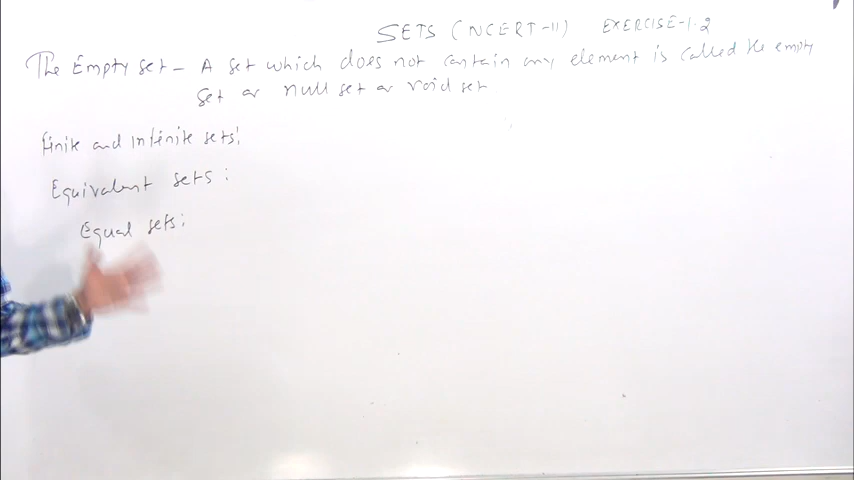 SETS (NCERT-11) EXERCISE-1.2
The Empty set - A set which does not contain any element is called the empty
set or null set or void set
Finite and infinite sets:
Equivalent sets:
Equal sets: